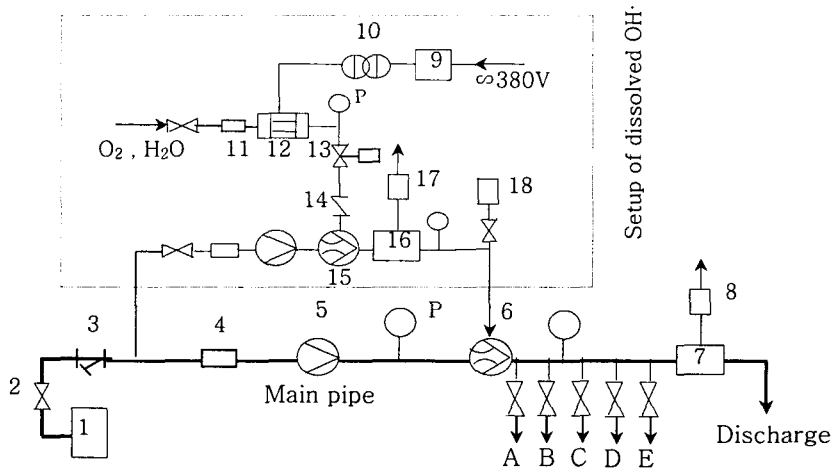 10
9
∽380V
P
O₂ , H₂O
11
12
13
14
17
18
16
15
Setup of dissolved OH·
3
4
5
P
6
8
2
7
1
Main pipe
A
B
C
D
E
Discharge